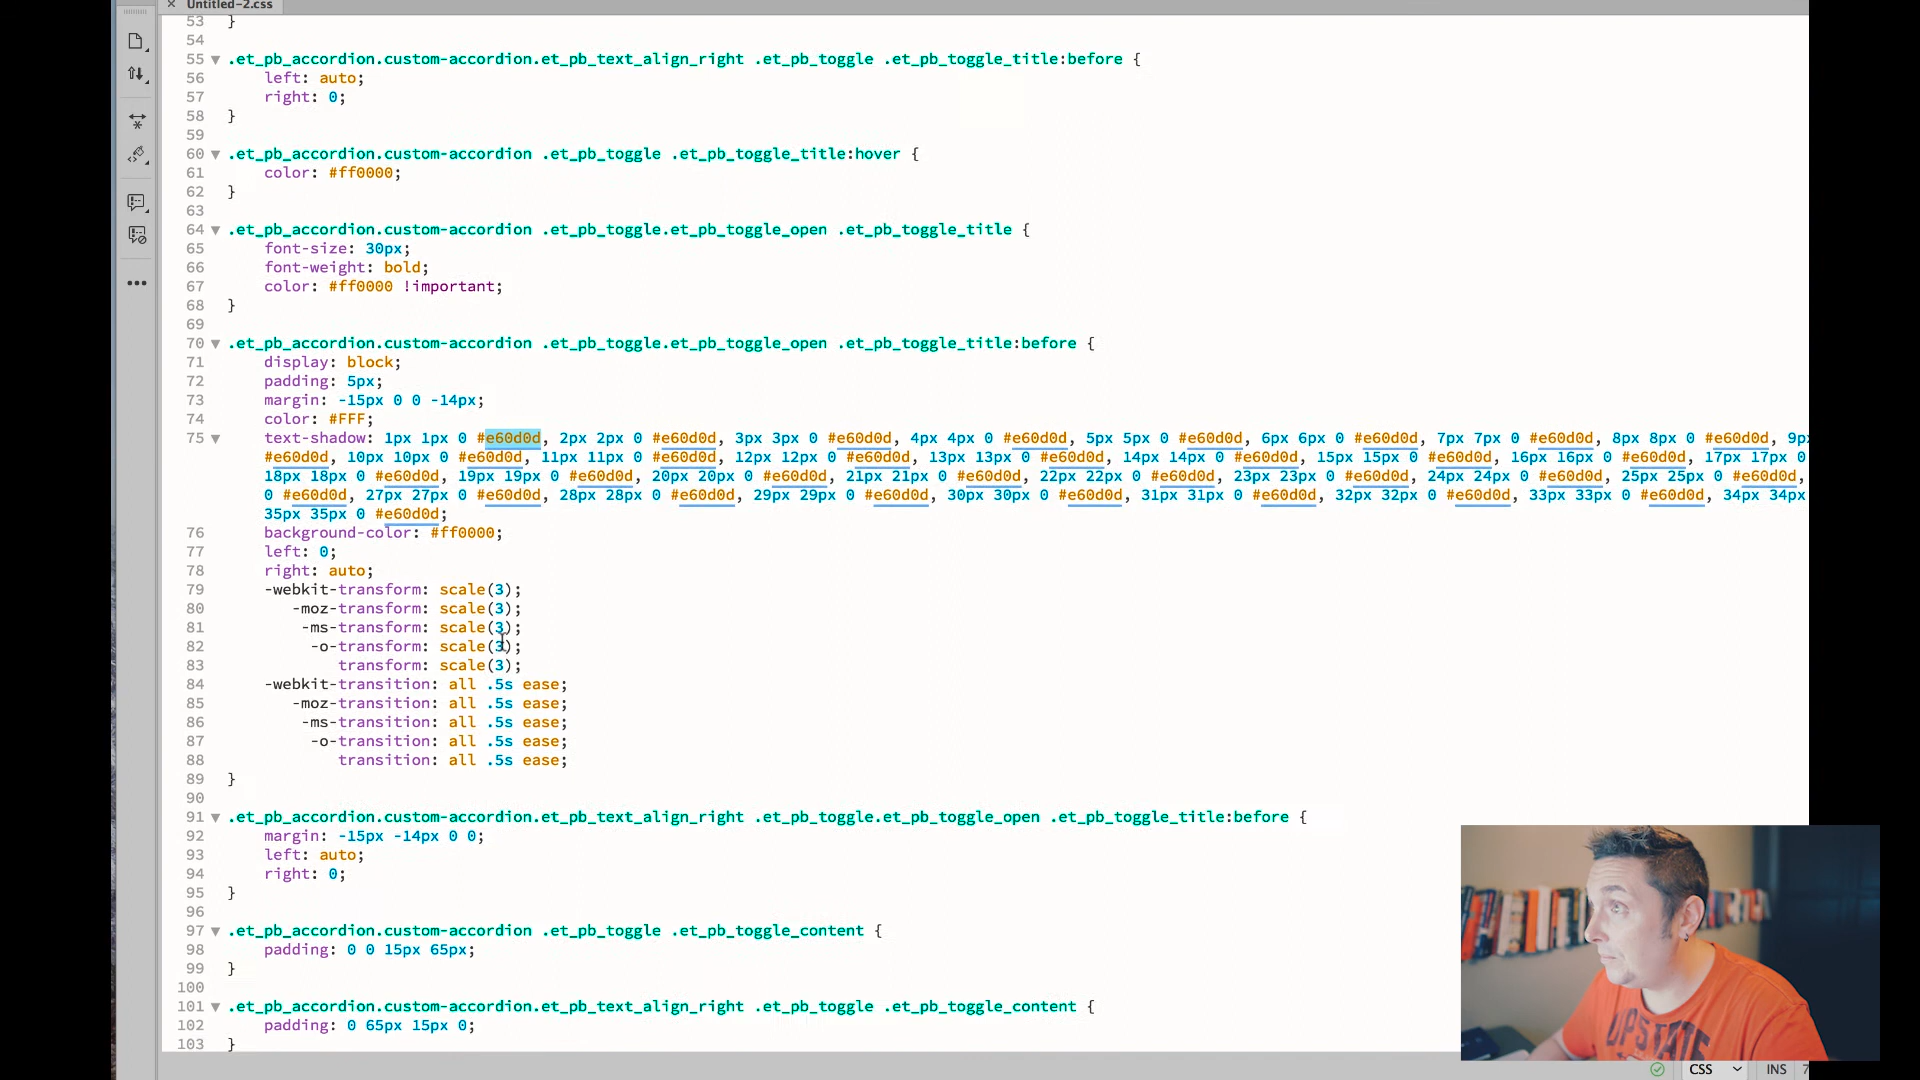 Untitled-2.css
53 }
54
55 .et_pb_accordion.custom-accordion.et_pb_text_align_right .et_pb_toggle .et_pb_toggle_title:before {
56 left: auto;
57 right: 0;
58 }
59
60 .et_pb_accordion.custom-accordion .et_pb_toggle .et_pb_toggle_title:hover {
61 color: #ff0000;
62 }
63
64 .et_pb_accordion.custom-accordion .et_pb_toggle.et_pb_toggle_open .et_pb_toggle_title {
65 font-size: 30px;
66 font-weight: bold;
67 color: #ff0000 !important;
68 }
69
70 .et_pb_accordion.custom-accordion .et_pb_toggle.et_pb_toggle_open .et_pb_toggle_title:before {
71 display: block;
72 padding: 5px;
73 margin: -15px 0 0 -14px;
74 color: #FFF;
75 text-shadow: 1px 1px 0 #e60d0d, 2px 2px 0 #e60d0d, 3px 3px 0 #e60d0d, 4px 4px 0 #e60d0d, 5px 5px 0 #e60d0d, 6px 6px 0 #e60d0d, 7px 7px 0 #e60d0d, 8px 8px 0 #e60d0d, 9p
#e60d0d, 10px 10px 0 #e60d0d, 11px 11px 0 #e60d0d, 12px 12px 0 #e60d0d, 13px 13px 0 #e60d0d, 14px 14px 0 #e60d0d, 15px 15px 0 #e60d0d, 16px 16px 0 #e60d0d, 17px 17px 0
18px 18px 0 #e60d0d, 19px 19px 0 #e60d0d, 20px 20px 0 #e60d0d, 21px 21px 0 #e60d0d, 22px 22px 0 #e60d0d, 23px 23px 0 #e60d0d, 24px 24px 0 #e60d0d, 25px 25px 0 #e60d0d,
0 #e60d0d, 27px 27px 0 #e60d0d, 28px 28px 0 #e60d0d, 29px 29px 0 #e60d0d, 30px 30px 0 #e60d0d, 31px 31px 0 #e60d0d, 32px 32px 0 #e60d0d, 33px 33px 0 #e60d0d, 34px 34px
35px 35px 0 #e60d0d;
76 background-color: #ff0000;
77 left: 0;
78 right: auto;
79 -webkit-transform: scale(3);
80 -moz-transform: scale(3);
81 -ms-transform: scale(3);
82 -o-transform: scale(3);
83 transform: scale(3);
84 -webkit-transition: all .5s ease;
85 -moz-transition: all .5s ease;
86 -ms-transition: all .5s ease;
87 -o-transition: all .5s ease;
88 transition: all .5s ease;
89 }
90
91 .et_pb_accordion.custom-accordion.et_pb_text_align_right .et_pb_toggle.et_pb_toggle_open .et_pb_toggle_title:before {
92 margin: -15px -14px 0 0;
93 left: auto;
94 right: 0;
95 }
96
97 .et_pb_accordion.custom-accordion .et_pb_toggle .et_pb_toggle_content {
98 padding: 0 0 15px 65px;
99 }
100
101 .et_pb_accordion.custom-accordion.et_pb_text_align_right .et_pb_toggle .et_pb_toggle_content {
102 padding: 0 65px 15px 0;
103 }
UPSTATE
CSS INS 7